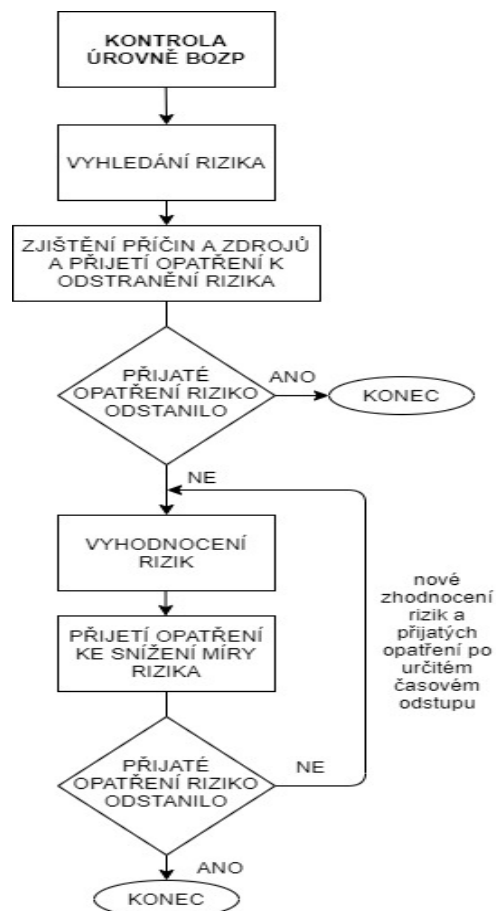 KONTROLA
ÚROVNĚ BOZP
VYHLEDÁNÍ RIZIKA
ZJIŠTĚNÍ PŘÍČIN A ZDROJŮ
A PŘIJETÍ OPATŘENÍ K
ODSTRANĚNÍ RIZIKA
PŘIJATÉ
OPATŘENÍ RIZIKO
ODSTANILO
ANO
KONEC
NE
VYHODNOCENÍ
RIZIK
PŘIJETÍ OPATŘENÍ
KE SNÍŽENÍ MÍRY
RIZIKA
nové
zhodnocení
rizik a
přijatých
opatření po
určitém
časovém
odstupu
PŘIJATÉ
OPATŘENÍ RIZIKO
ODSTANILO
NE
ANO
KONEC